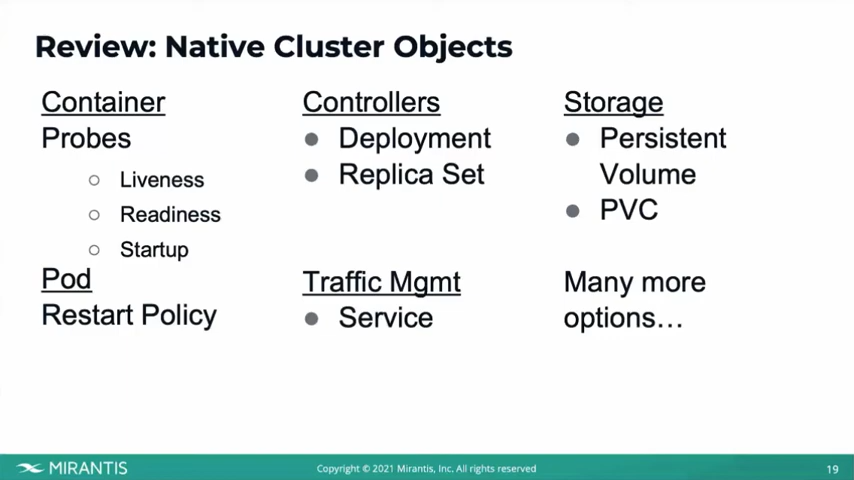 Review: Native Cluster Objects
Container
Probes
○ Liveness
○ Readiness
○ Startup
Pod
Restart Policy
Controllers
● Deployment
● Replica Set
Traffic Mgmt
● Service
Storage
● Persistent
Volume
● PVC
Many more
options…
MIRANTIS
Copyright © 2021 Mirantis, Inc. All rights reserved
19